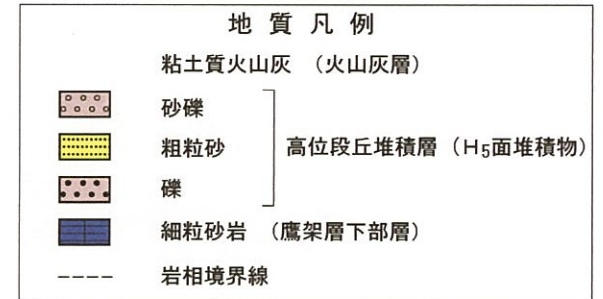 地質凡例
粘土質火山灰 （火山灰層）
砂礫
粗粒砂
高位段丘堆積層（H5面堆積物）
礫
細粒砂岩 （鷹架層下部層）
岩相境界線